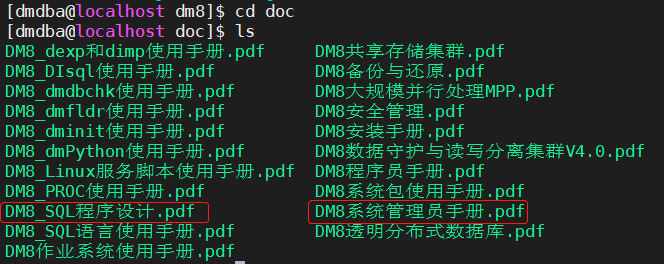 [dmdba@localhost dm8]$ cd doc
[dmdba@localhost doc]$ ls
DM8_dexp和dimp使用手册.pdf DM8共享存储集群.pdf
DM8_DIsql使用手册.pdf DM8备份与还原.pdf
DM8_dmdbchk使用手册.pdf DM8大规模并行处理MPP.pdf
DM8_dmfldr使用手册.pdf DM8安全管理.pdf
DM8_dminit使用手册.pdf DM8安装手册.pdf
DM8_dmPython使用手册.pdf DM8数据守护与读写分离集群V4.0.pdf
DM8_Linux服务脚本使用手册.pdf DM8程序员手册.pdf
DM8_PROC使用手册.pdf DM8系统包使用手册.pdf
DM8_SQL程序设计.pdf DM8系统管理员手册.pdf
DM8_SQL语言使用手册.pdf DM8透明分布式数据库.pdf
DM8作业系统使用手册.pdf